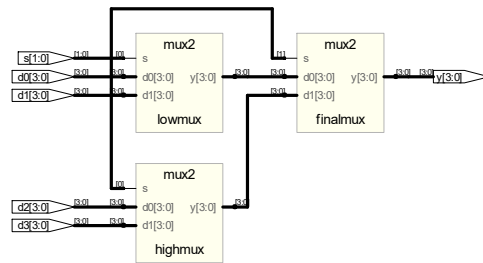 mux2
mux2
s[1:0] [1:0] [0] s [1] s
d0[3:0] [3:0] [3:0] d0[3:0] y[3:0] [3:0] [3:0] d0[3:0] y[3:0] [3:0] [3:0] y[3:0]
d1[3:0] [3:0] [3:0] d1[3:0] d1[3:0]
lowmux finalmux
mux2
[0] s
d2[3:0] [3:0] [3:0] d0[3:0] y[3:0] [3:0]
d3[3:0] [3:0] [3:0] d1[3:0]
highmux